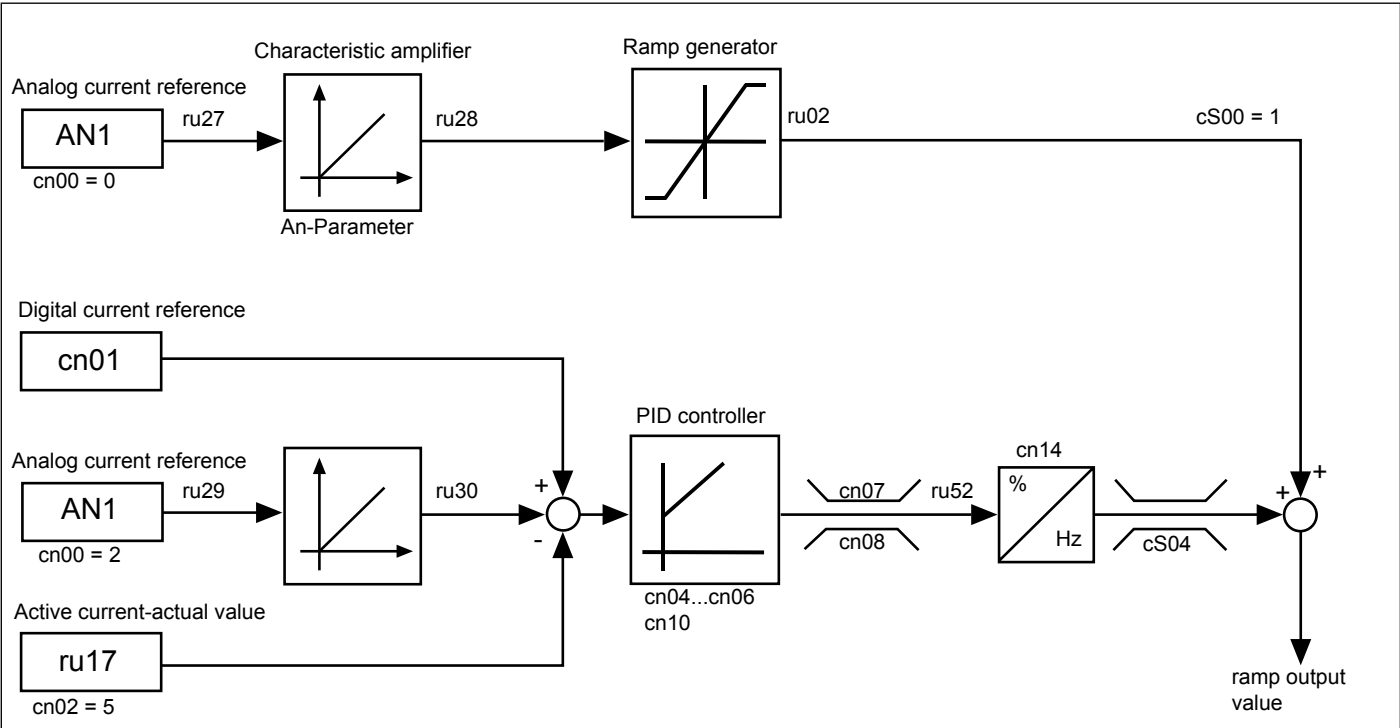 Characteristic amplifier
Ramp generator
Analog current reference
AN1
ru27
ru28
ru02
cS00 = 1
cn00 = 0
An-Parameter
Digital current reference
cn01
PID controller
Analog current reference
AN1
ru29
ru30
+
-
cn07
cn08
ru52
cn14
%
Hz
cS04
+
+
cn00 = 2
cn04...cn06
cn10
Active current-actual value
ru17
cn02 = 5
ramp output
value